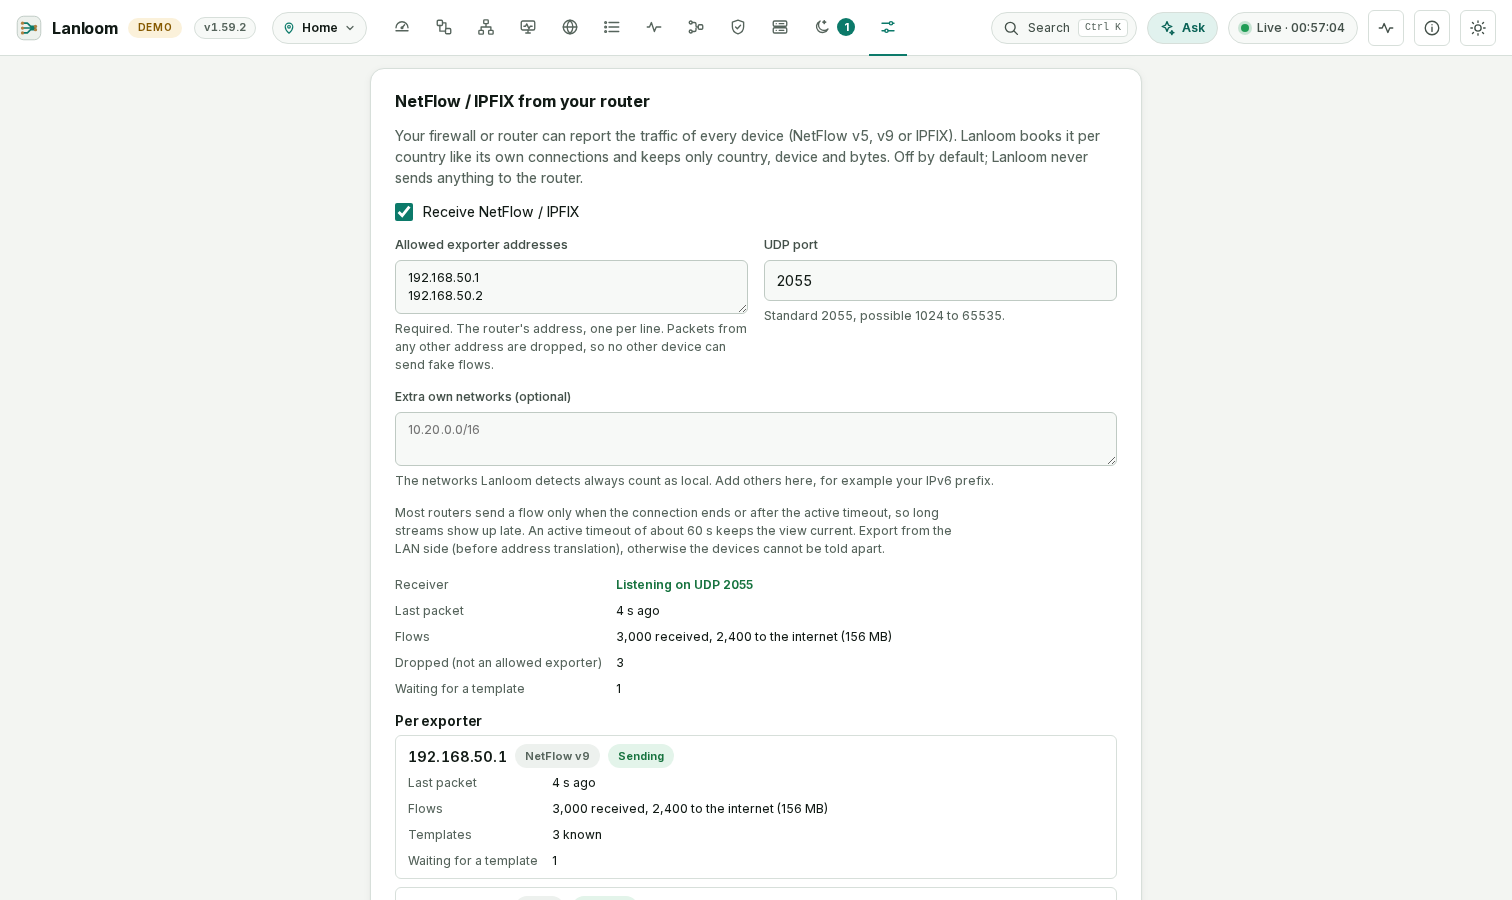 Lanloom DEMO v1.59.2 Home 1 Search Ctrl K Ask Live · 00:57:04
NetFlow / IPFIX from your router
Your firewall or router can report the traffic of every device (NetFlow v5, v9 or IPFIX). Lanloom books it per
country like its own connections and keeps only country, device and bytes. Off by default; Lanloom never
sends anything to the router.
Receive NetFlow / IPFIX
Allowed exporter addresses
192.168.50.1
192.168.50.2
Required. The router's address, one per line. Packets from
any other address are dropped, so no other device can
send fake flows.
UDP port
2055
Standard 2055, possible 1024 to 65535.
Extra own networks (optional)
10.20.0.0/16
The networks Lanloom detects always count as local. Add others here, for example your IPv6 prefix.
Most routers send a flow only when the connection ends or after the active timeout, so long
streams show up late. An active timeout of about 60 s keeps the view current. Export from the
LAN side (before address translation), otherwise the devices cannot be told apart.
Receiver Listening on UDP 2055
Last packet 4 s ago
Flows 3,000 received, 2,400 to the internet (156 MB)
Dropped (not an allowed exporter) 3
Waiting for a template 1
Per exporter
192.168.50.1 NetFlow v9 Sending
Last packet 4 s ago
Flows 3,000 received, 2,400 to the internet (156 MB)
Templates 3 known
Waiting for a template 1